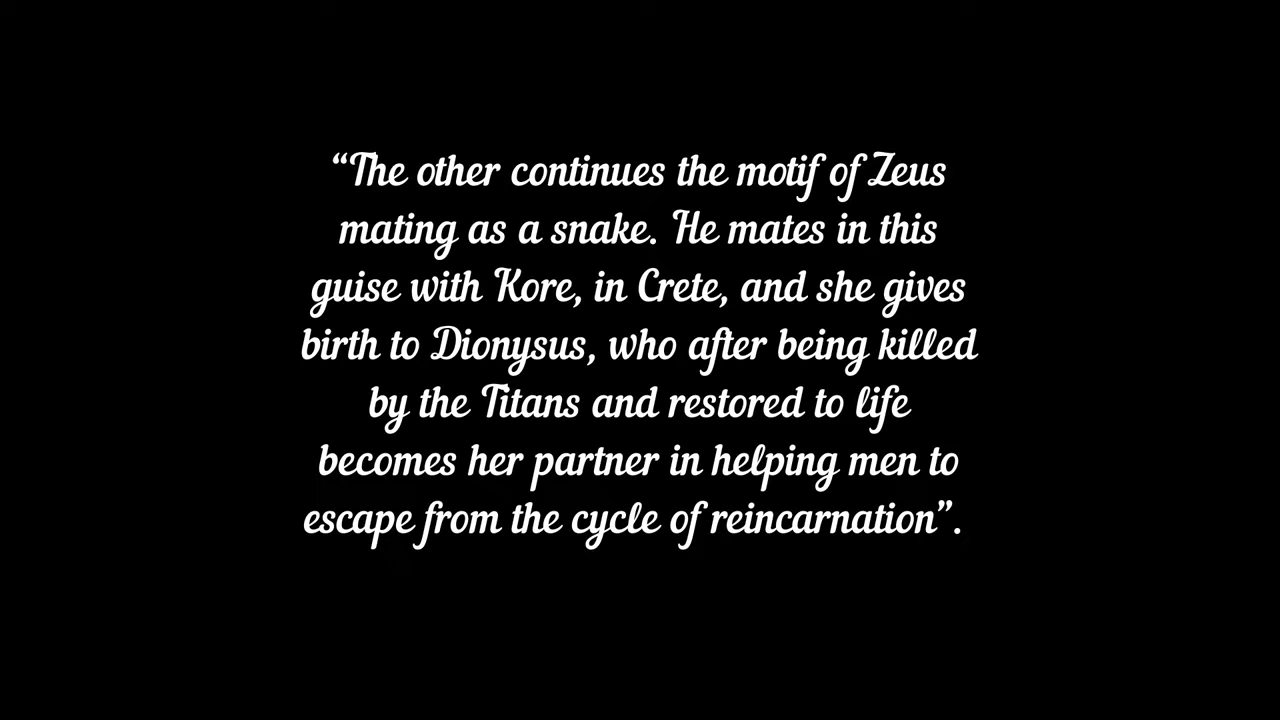 “The other continues the motif of Zeus
mating as a snake. He mates in this
guise with Kore, in Crete, and she gives
birth to Dionysus, who after being killed
by the Titans and restored to life
becomes her partner in helping men to
escape from the cycle of reincarnation”.